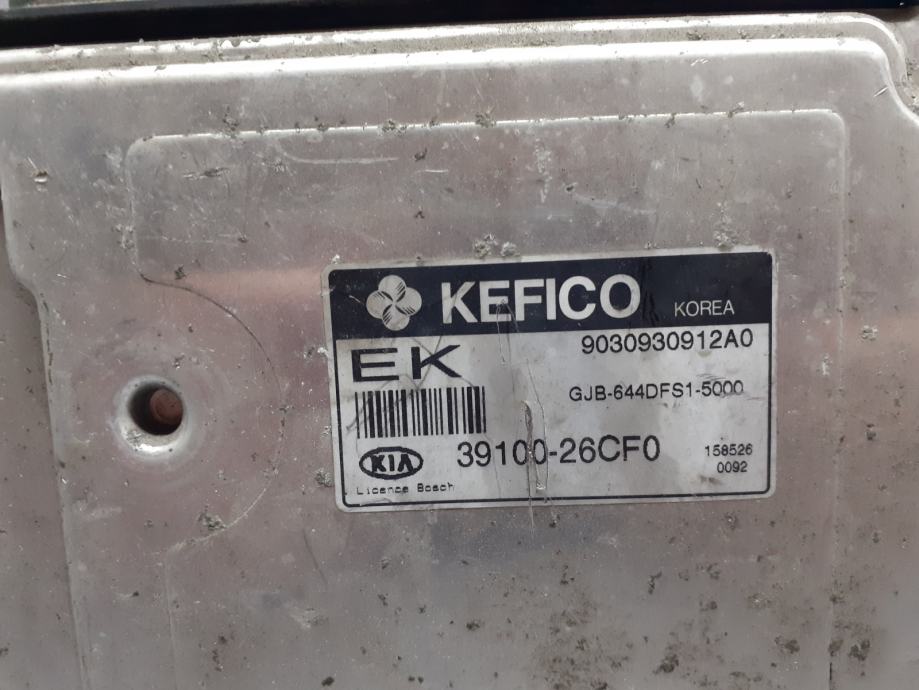 KEFICO KOREA
EK 9030930912A0
GJB-644DFS1-5000
KIA 39100-26CF0 158526
0092
Licence Bosch